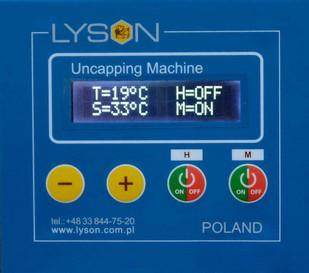 LYSON
Uncapping Machine
T=19°C H=OFF
S=33°C M=ON
H M
− + ON OFF ON OFF
tel.:+48 33 844-75-20
www.lyson.com.pl POLAND